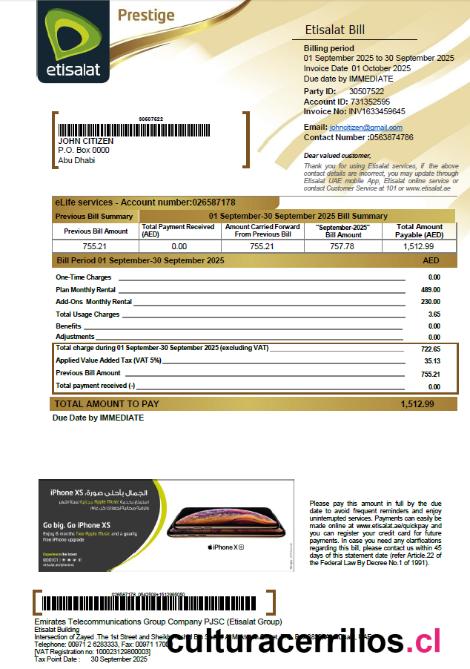 Prestige
etisalat
Etisalat Bill
Billing period
01 September 2025 to 30 September 2025
Invoice Date 01 October 2025
Due date by IMMEDIATE
Party ID: 30507522
Account ID: 731352595
Invoice No: INV1633459645
Email: johncitizen@gmail.com
Contact Number :0563874786
30507622
JOHN CITIZEN
P.O. Box 0000
Abu Dhabi
Dear valued customer,
Thank you for using Etisalat services, if the above
contact details are incorrect, you may update through
Etisalat UAE mobile App, Etisalat online service or
contact Customer Service at 101 or www.etisalat.ae
eLife services - Account number:026587178
Previous Bill Summary 01 September-30 September 2025 Bill Summary
Previous Bill Amount Total Payment Received (AED) Amount Carried Forward From Previous Bill "September-2025" Bill Amount Total Amount Payable (AED)
755.21 0.00 755.21 757.78 1,512.99
Bill Period 01 September-30 September 2025 AED
One-Time Charges 0.00
Plan Monthly Rental 489.00
Add-Ons Monthly Rental 230.00
Total Usage Charges 3.65
Benefits 0.00
Adjustments 0.00
Total charge during 01 September-30 September 2025 (excluding VAT) 722.65
Applied Value Added Tax (VAT 5%) 35.13
Previous Bill Amount 755.21
Total payment received (-) 0.00
TOTAL AMOUNT TO PAY 1,512.99
Due Date by IMMEDIATE
الجمال بأحلى صورة، iPhone XS
Go big. Go iPhone XS
Enjoy 6 months free Apple Music and a yearly
free iPhone upgrade
iPhone XS
Please pay this amount in full by the due
date to avoid frequent reminders and enjoy
uninterrupted services. Payments can easily be
made online at www.etisalat.ae/quickpay and
you can register your credit card for future
payments. In case you need any clarifications
regarding this bill, please contact us within 45
days of this statement date (refer Article.22 of
the Federal Law By Decree No.1 of 1991).
Emirates Telecommunications Group Company PJSC (Etisalat Group)
Etisalat Building
Intersection of Zayed The 1st Street and Sheikh
Telephone: 00971 2 6283333, Fax: 00971
[VAT Registration number: 100023129800003]
Tax Point Date : 30 September 2025
culturacerrillos.cl